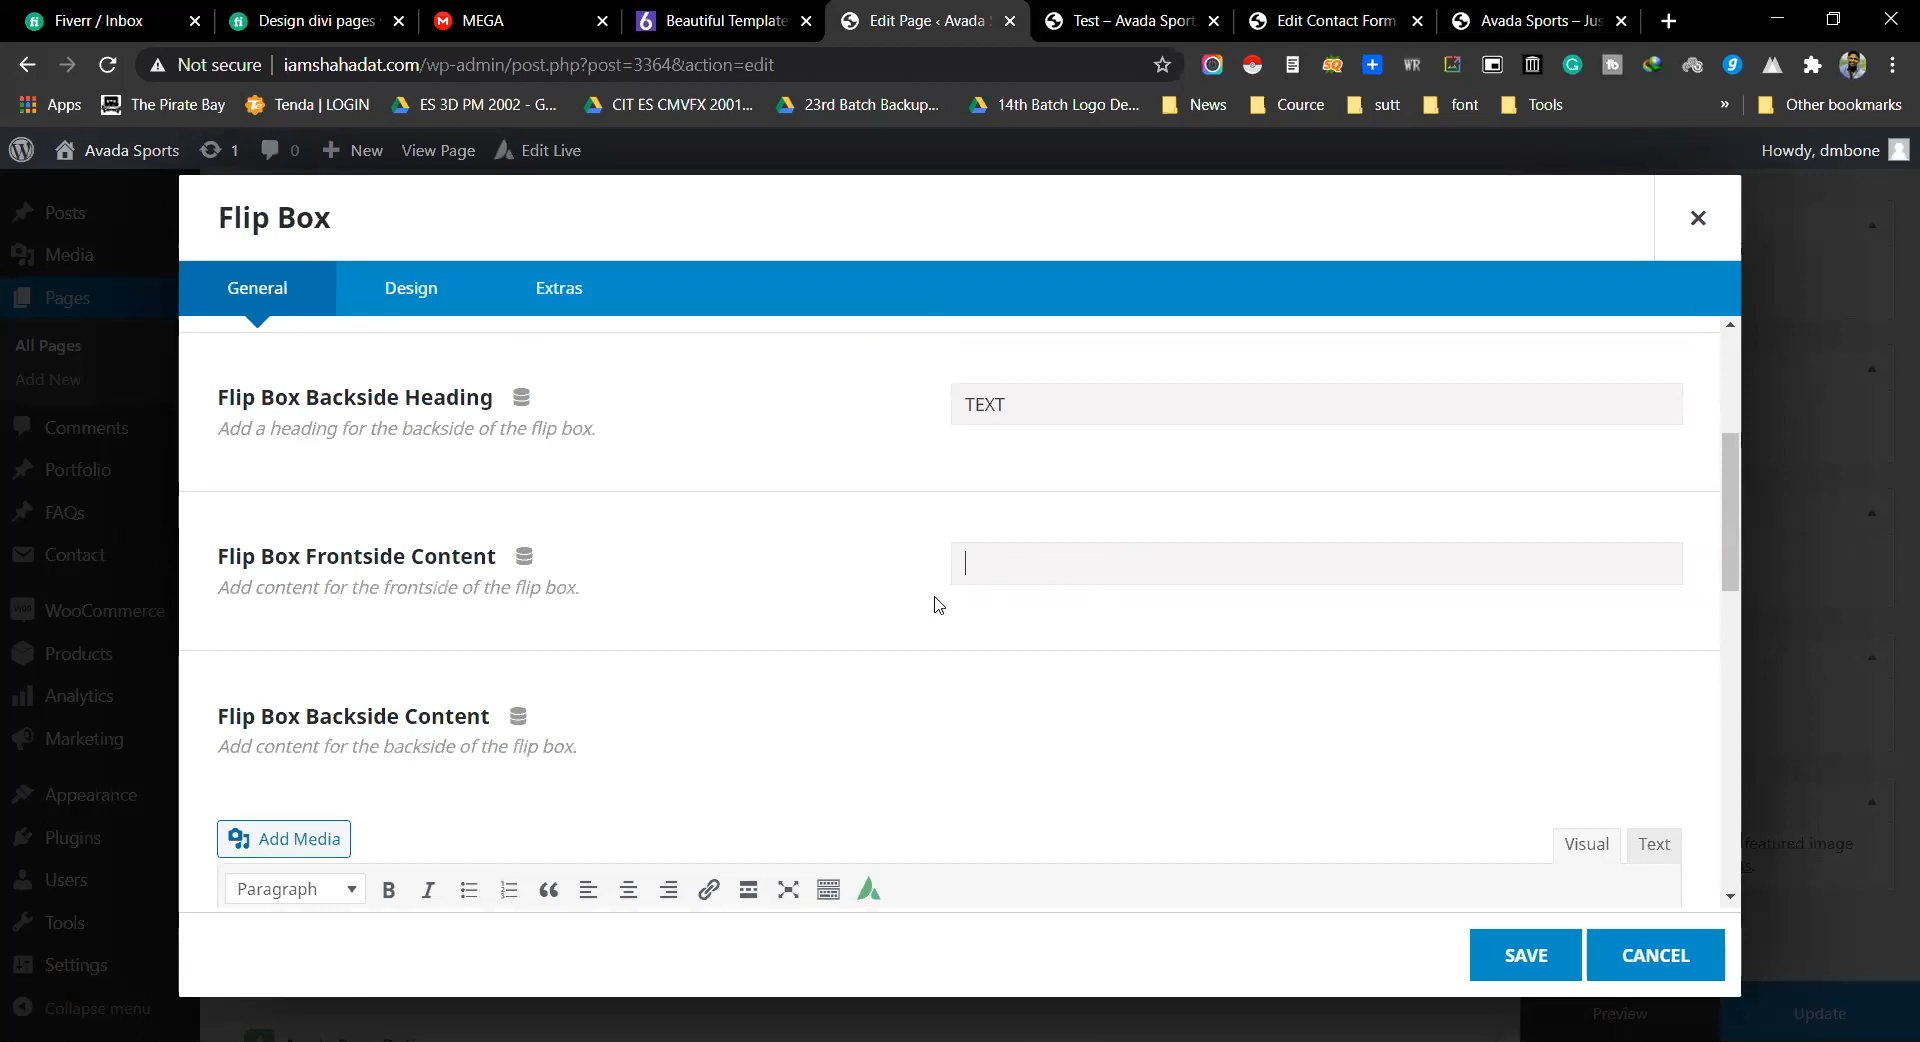 Fiverr / Inbox
Design divi pages
MEGA
Beautiful Template
Edit Page ‹ Avada
Test – Avada Sport
Edit Contact Form
Avada Sports – Jus
Not secure
iamshahadat.com/wp-admin/post.php?post=3364&action=edit
Apps
The Pirate Bay
Tenda | LOGIN
ES 3D PM 2002 - G...
CIT ES CMVFX 2001...
23rd Batch Backup...
14th Batch Logo De...
News
Cource
sutt
font
Tools
»
Other bookmarks
Avada Sports
1
0
New
View Page
Edit Live
Howdy, dmbone
Posts
Media
Pages
All Pages
Add New
Comments
Portfolio
FAQs
Contact
WooCommerce
Products
Analytics
Marketing
Appearance
Plugins
Users
Tools
Settings
Collapse menu
Flip Box
General
Design
Extras
Flip Box Backside Heading
Add a heading for the backside of the flip box.
TEXT
Flip Box Frontside Content
Add content for the frontside of the flip box.
Flip Box Backside Content
Add content for the backside of the flip box.
Add Media
Visual
Text
Paragraph
SAVE
CANCEL
featured image
Preview
Update